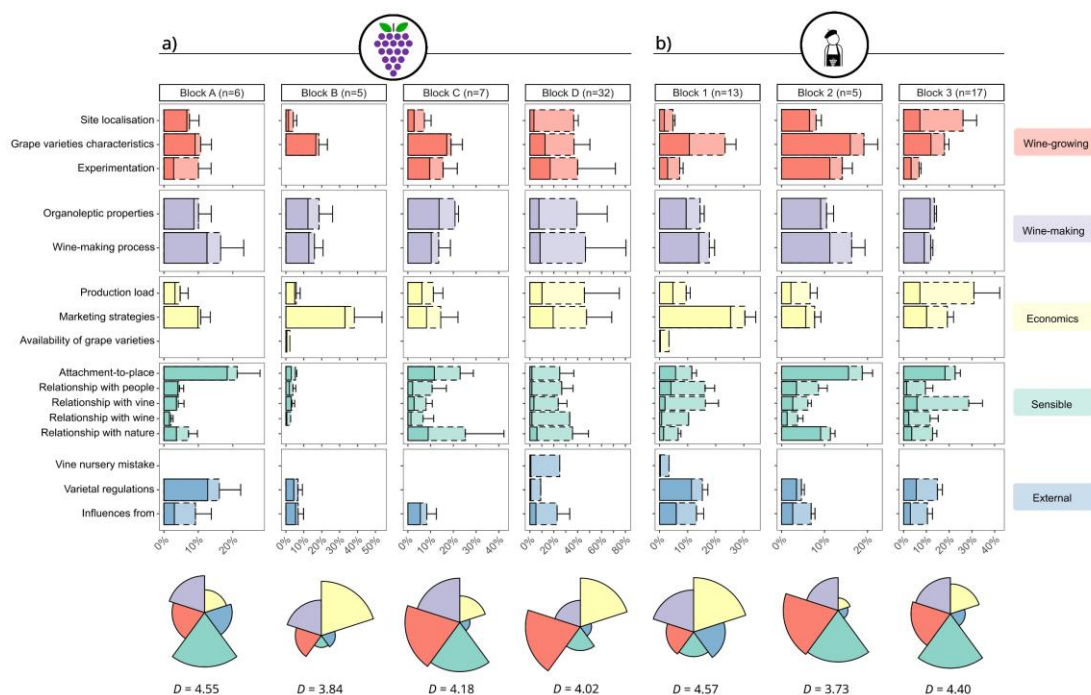 a)
b)
Block A (n=6)
Block B (n=5)
Block C (n=7)
Block D (n=32)
Block 1 (n=13)
Block 2 (n=5)
Block 3 (n=17)
Site localisation
Grape varieties characteristics
Experimentation
Wine-growing
Organoleptic properties
Wine-making process
Wine-making
Production load
Marketing strategies
Availability of grape varieties
Economics
Attachment-to-place
Relationship with people
Relationship with vine
Relationship with wine
Relationship with nature
Sensible
Vine nursery mistake
Varietal regulations
Influences from
External
0% 10% 20%
0% 10% 20% 30% 40% 50%
0% 10% 20% 30% 40%
0% 20% 40% 60% 80%
0% 10% 20% 30%
0% 10% 20%
0% 10% 20% 30% 40%
D = 4.55
D = 3.84
D = 4.18
D = 4.02
D = 4.57
D = 3.73
D = 4.40